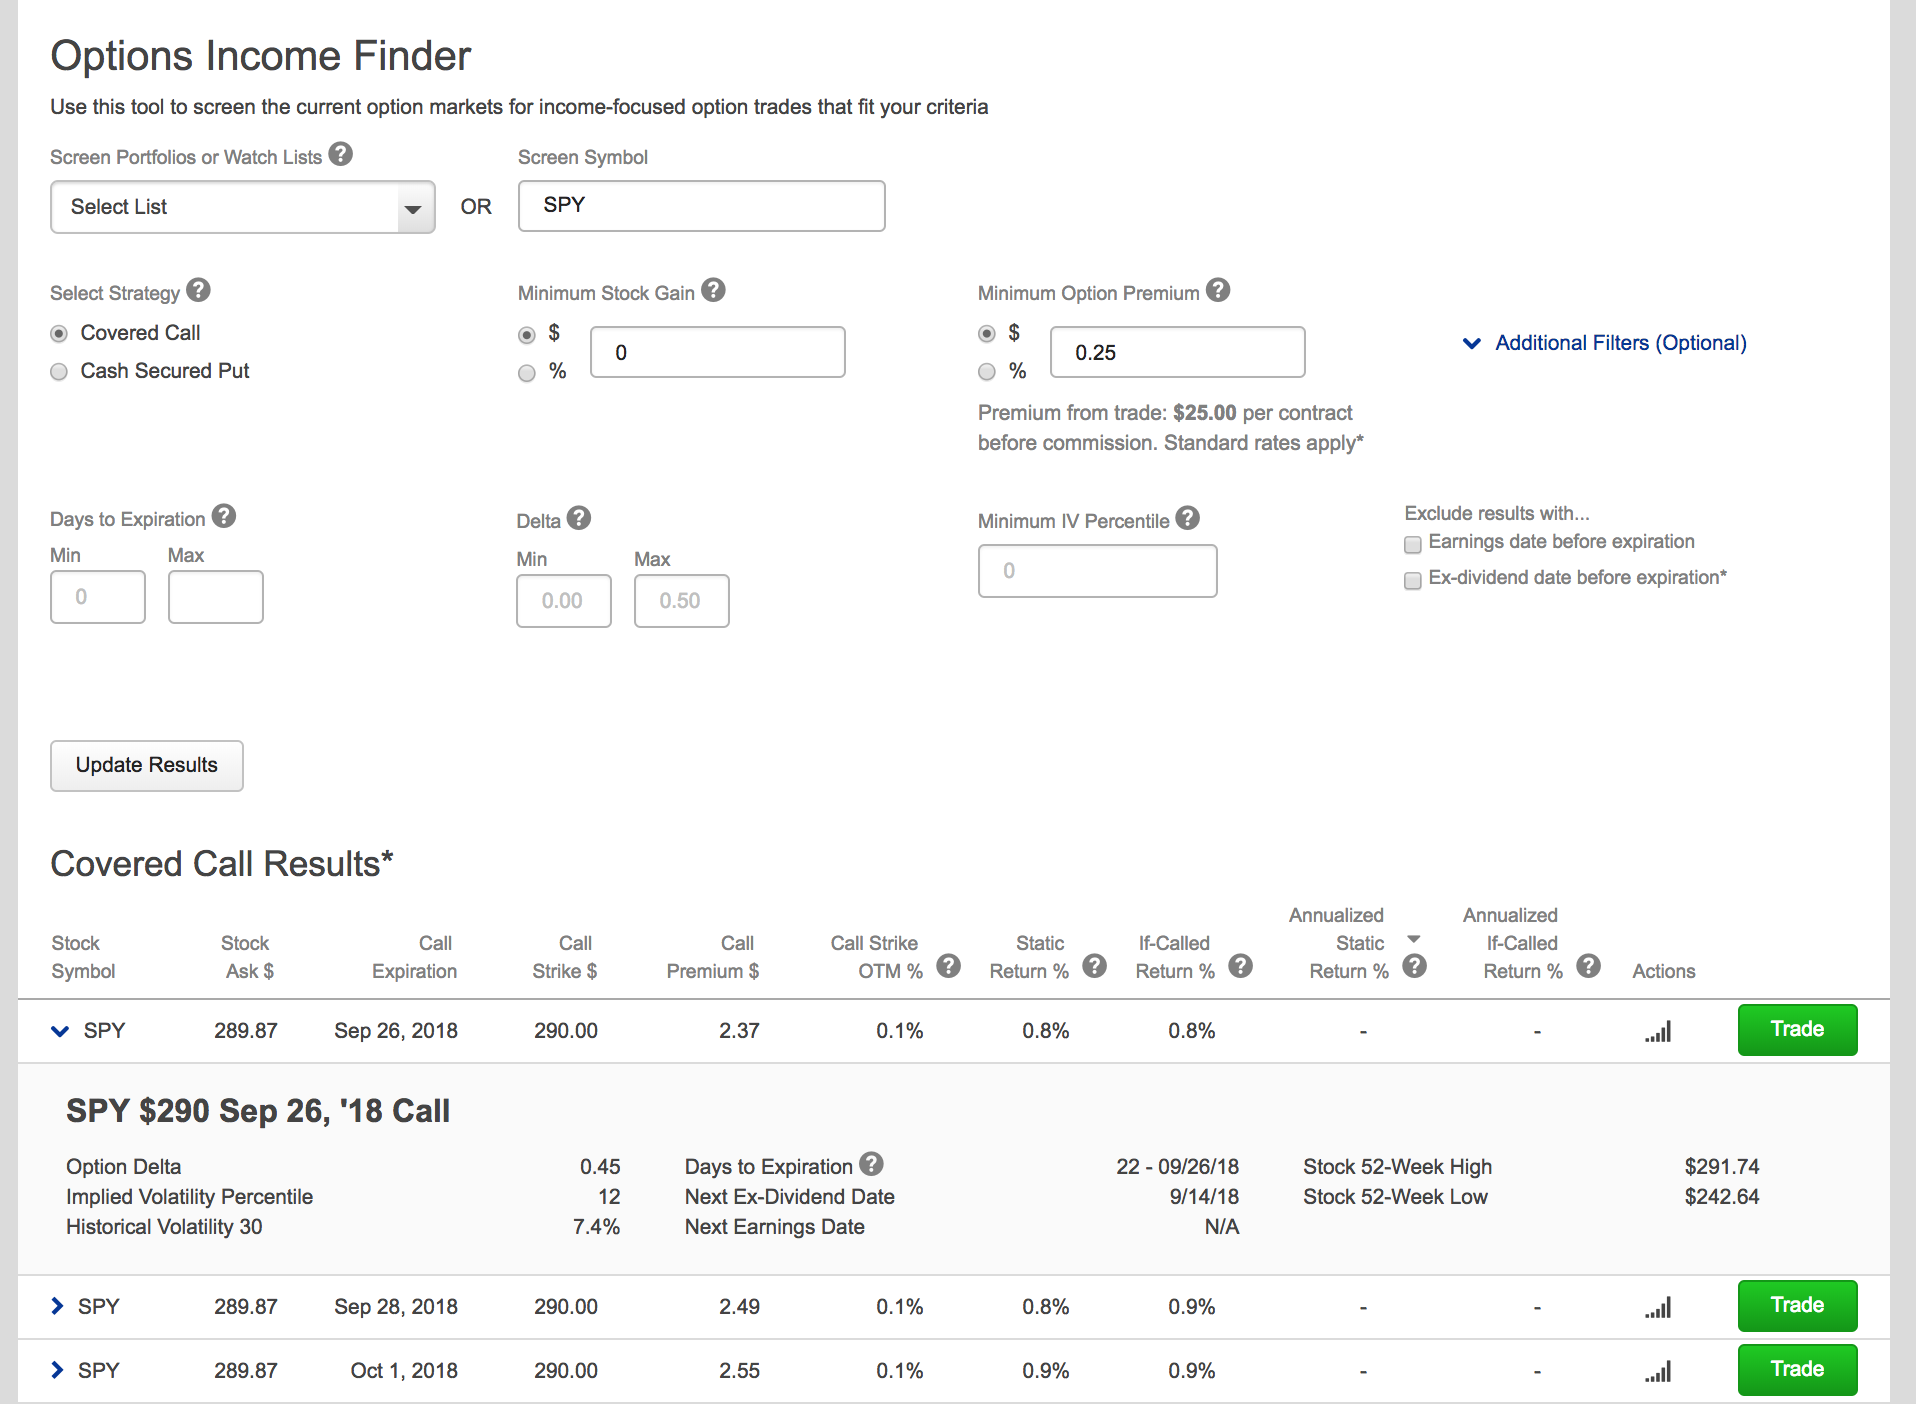 Options Income Finder
Use this tool to screen the current option markets for income-focused option trades that fit your criteria
Screen Portfolios or Watch Lists ?
Screen Symbol
Select List
OR
SPY
Select Strategy ?
Covered Call
Cash Secured Put
Minimum Stock Gain ?
$
%
0
Minimum Option Premium ?
$
%
0.25
Premium from trade: $25.00 per contract
before commission. Standard rates apply*
Additional Filters (Optional)
Days to Expiration ?
Min Max
0
Delta ?
Min Max
0.00 0.50
Minimum IV Percentile ?
0
Exclude results with...
Earnings date before expiration
Ex-dividend date before expiration*
Update Results
Covered Call Results*
Stock Symbol
Stock Ask $
Call Expiration
Call Strike $
Call Premium $
Call Strike OTM % ?
Static Return % ?
If-Called Return % ?
Annualized Static Return % ?
Annualized If-Called Return % ?
Actions
SPY 289.87 Sep 26, 2018 290.00 2.37 0.1% 0.8% 0.8% - - Trade
SPY $290 Sep 26, '18 Call
Option Delta 0.45
Implied Volatility Percentile 12
Historical Volatility 30 7.4%
Days to Expiration ? 22 - 09/26/18
Next Ex-Dividend Date 9/14/18
Next Earnings Date N/A
Stock 52-Week High $291.74
Stock 52-Week Low $242.64
SPY 289.87 Sep 28, 2018 290.00 2.49 0.1% 0.8% 0.9% - - Trade
SPY 289.87 Oct 1, 2018 290.00 2.55 0.1% 0.9% 0.9% - - Trade